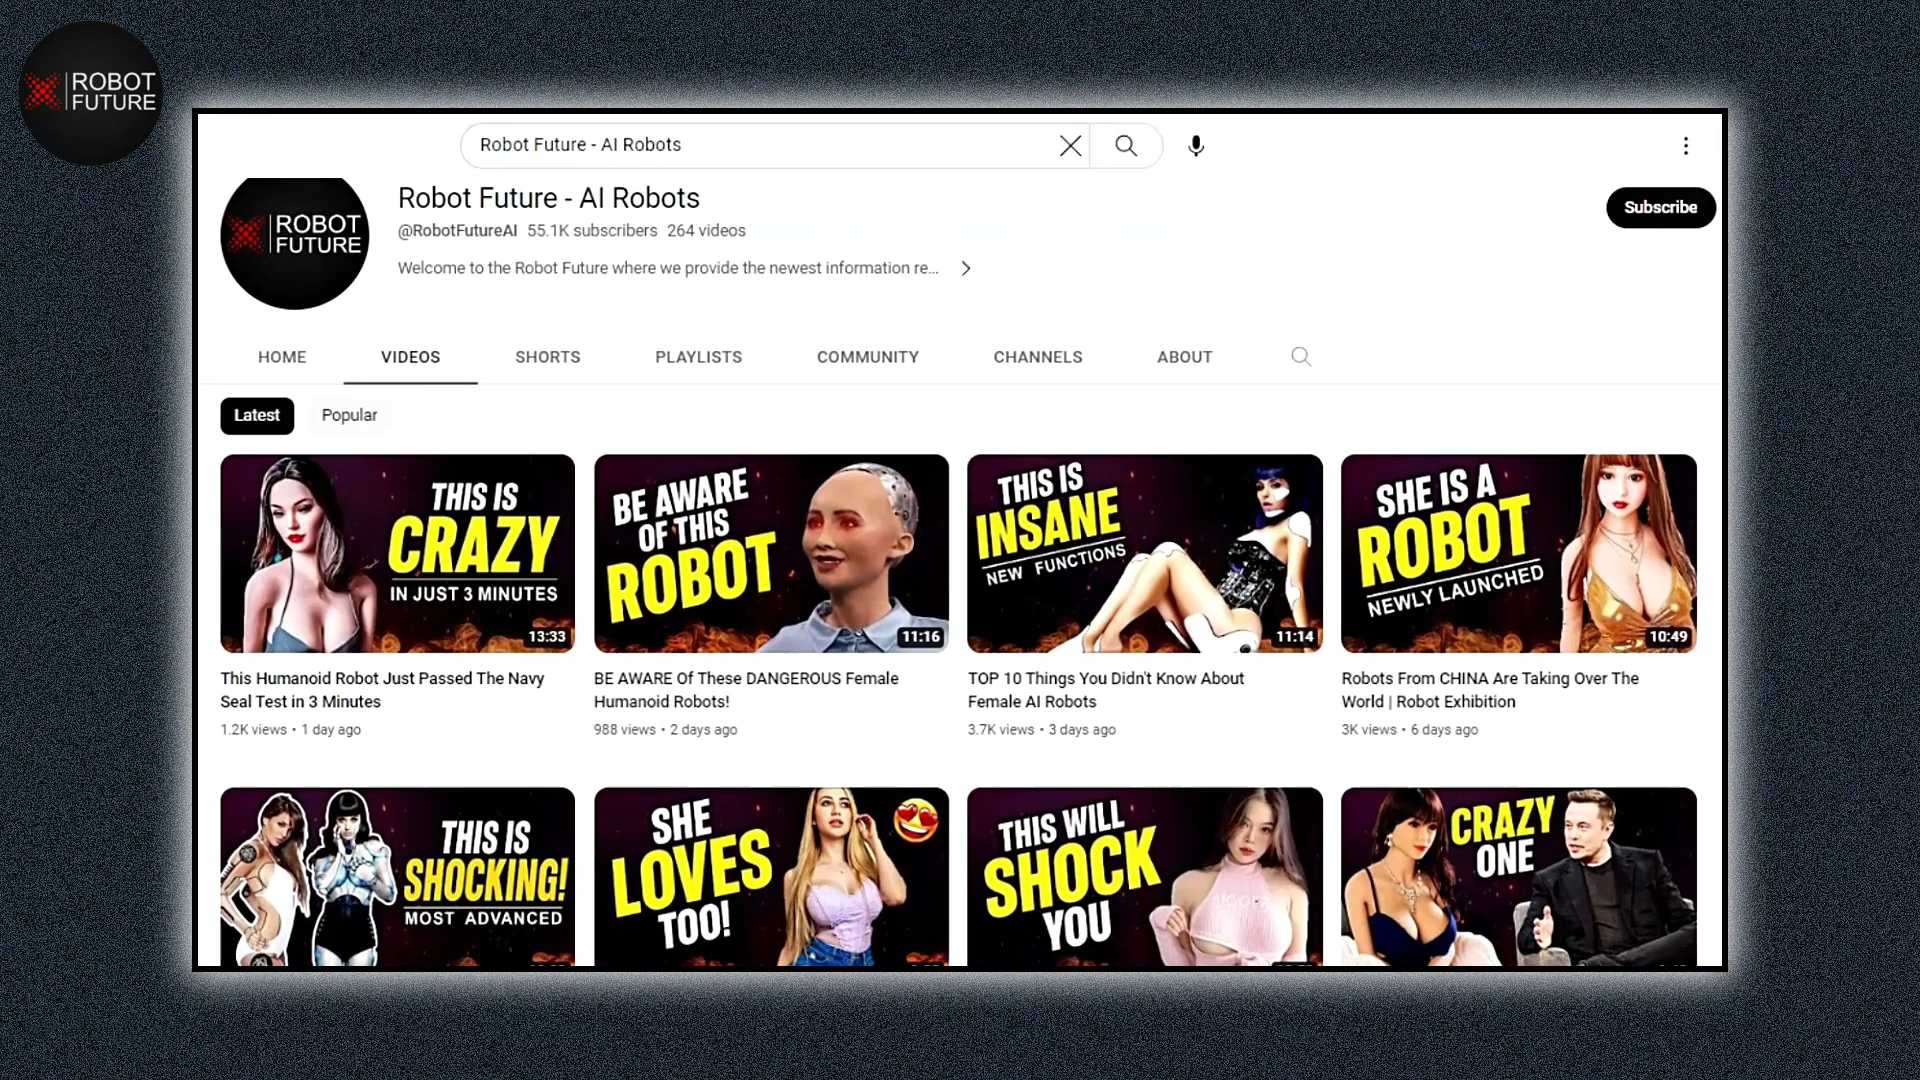 ROBOT
FUTURE
Robot Future - AI Robots
ROBOT
FUTURE
Robot Future - AI Robots
@RobotFutureAI 55.1K subscribers 264 videos
Welcome to the Robot Future where we provide the newest information re...
Subscribe
HOME VIDEOS SHORTS PLAYLISTS COMMUNITY CHANNELS ABOUT
Latest Popular
THIS IS
CRAZY
IN JUST 3 MINUTES
13:33
BE AWARE
OF THIS
ROBOT
11:16
THIS IS
INSANE
NEW FUNCTIONS
11:14
SHE IS A
ROBOT
NEWLY LAUNCHED
10:49
This Humanoid Robot Just Passed The Navy
Seal Test in 3 Minutes
1.2K views • 1 day ago
BE AWARE Of These DANGEROUS Female
Humanoid Robots!
988 views • 2 days ago
TOP 10 Things You Didn't Know About
Female AI Robots
3.7K views • 3 days ago
Robots From CHINA Are Taking Over The
World | Robot Exhibition
3K views • 6 days ago
THIS IS
SHOCKING!
MOST ADVANCED
SHE
LOVES
TOO!
THIS WILL
SHOCK
YOU
CRAZY
ONE